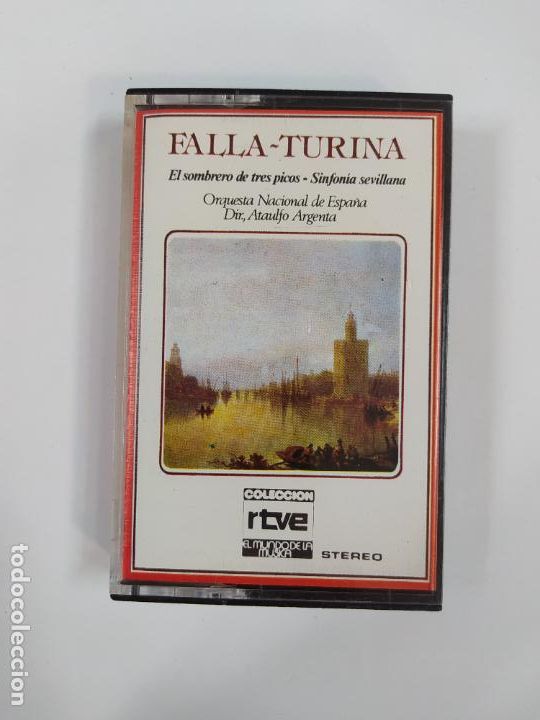 FALLA~TURINA
El sombrero de tres picos - Sinfonía sevillana
Orquesta Nacional de España
Dir, Ataulfo Argenta
COLECCION
rtve
EL MUNDO DE LA
MUSICA
STEREO
todocoleccion